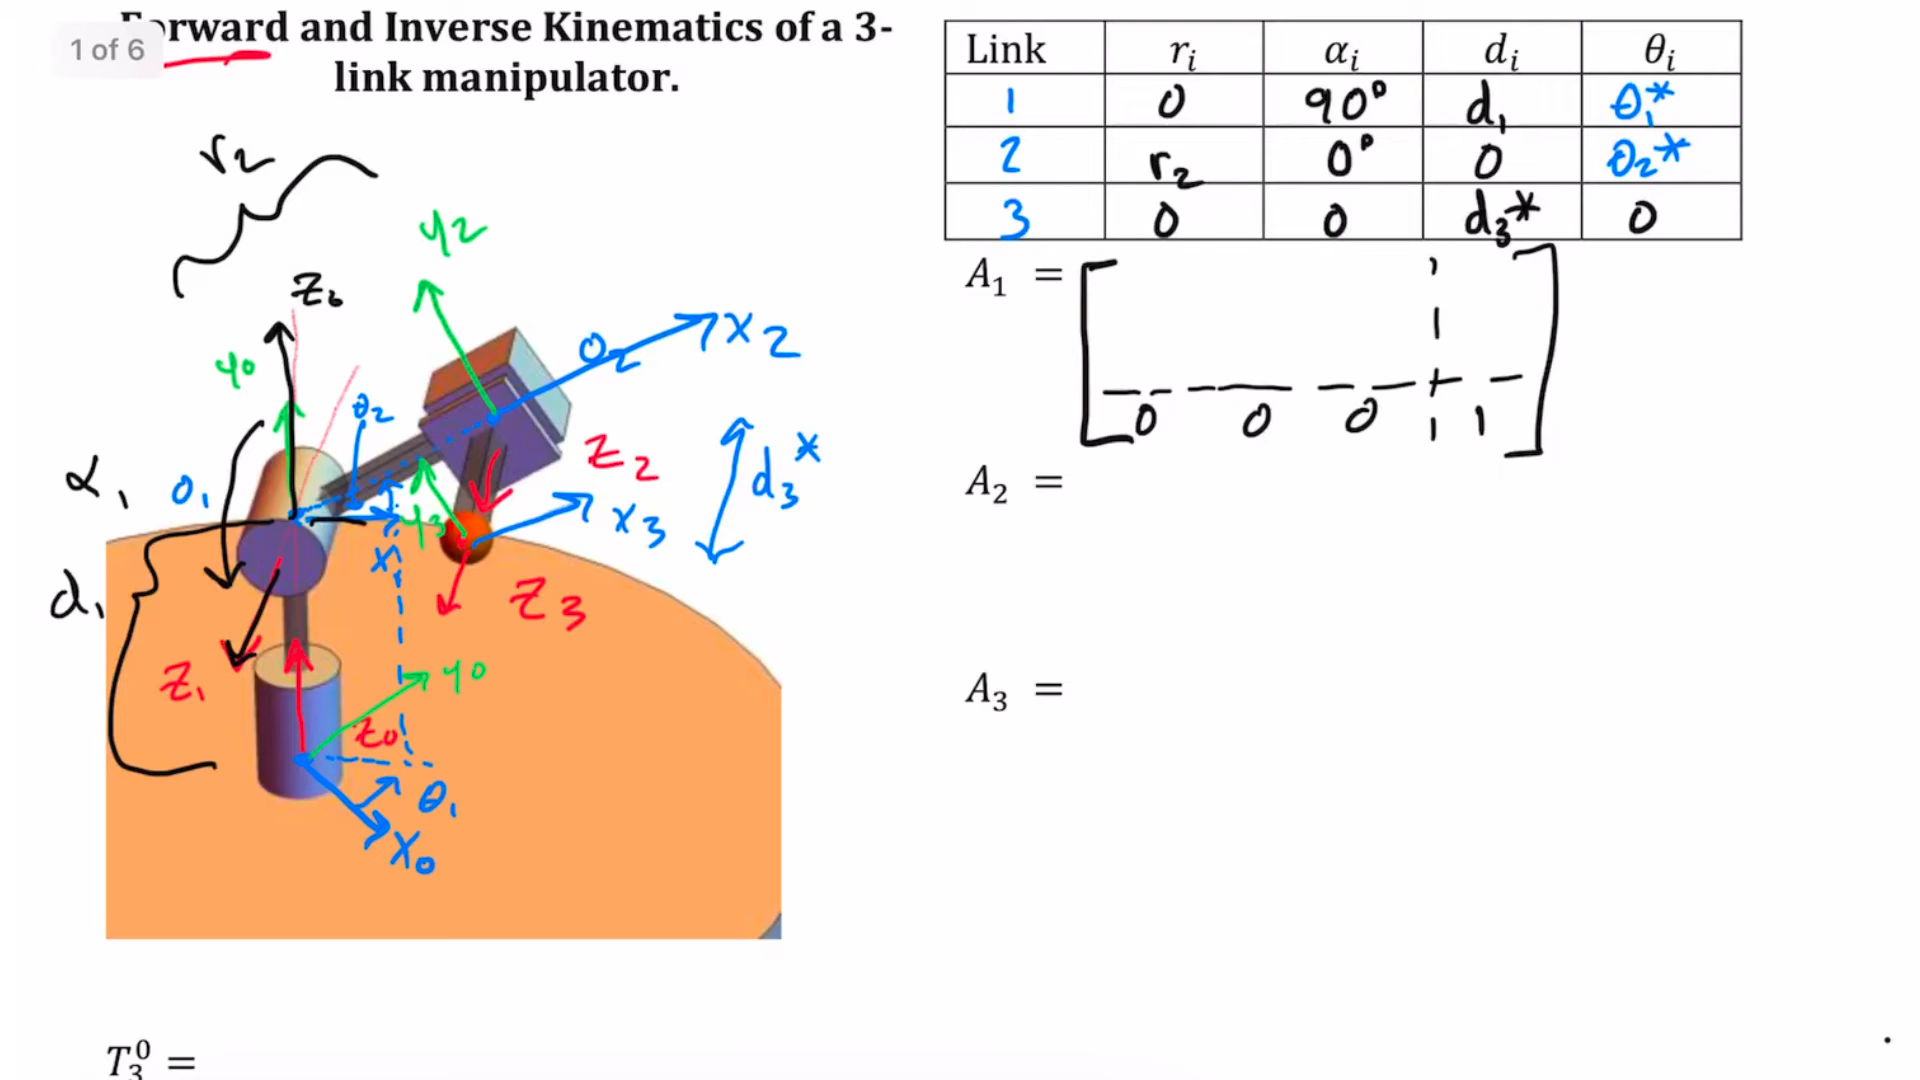 Forward and Inverse Kinematics of a 3-
1 of 6
link manipulator.
Link rᵢ αᵢ dᵢ θᵢ
1 0 90° d₁ θ₁*
2 r₂ 0° 0 θ₂*
3 0 0 d₃* 0
r₂
y₂
z₀
x₂
O₂
y₀
θ₂
z₂
d₃*
α₁
O₁
y₃
x₃
x₁
d₁
z₃
z₁
y₀
z₀
θ₁
x₀
A₁ =
0 0 0 1
A₂ =
A₃ =
T₃⁰ =